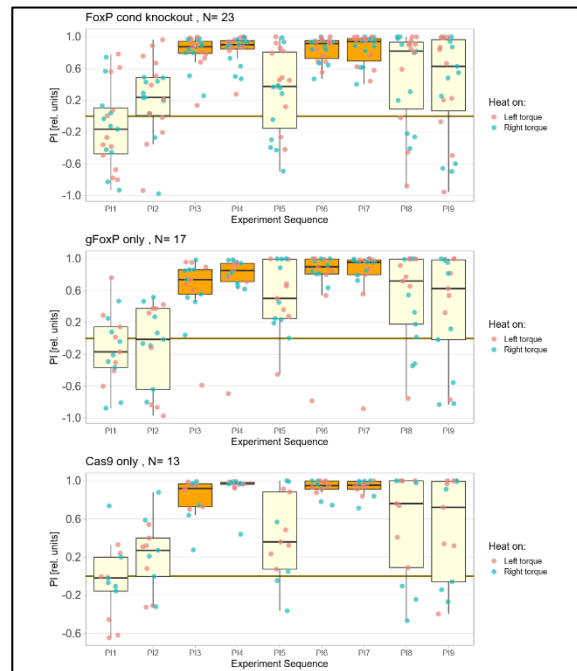 FoxP cond knockout , N= 23
1.0
0.6
0.2
-0.2
-0.6
-1.0
PI [rel. units]
PI1 PI2 PI3 PI4 PI5 PI6 PI7 PI8 PI9
Experiment Sequence
Heat on:
Left torque
Right torque
gFoxP only , N= 17
1.0
0.6
0.2
-0.2
-0.6
-1.0
PI [rel. units]
PI1 PI2 PI3 PI4 PI5 PI6 PI7 PI8 PI9
Experiment Sequence
Heat on:
Left torque
Right torque
Cas9 only , N= 13
1.0
0.6
0.2
-0.2
-0.6
PI [rel. units]
PI1 PI2 PI3 PI4 PI5 PI6 PI7 PI8 PI9
Experiment Sequence
Heat on:
Left torque
Right torque